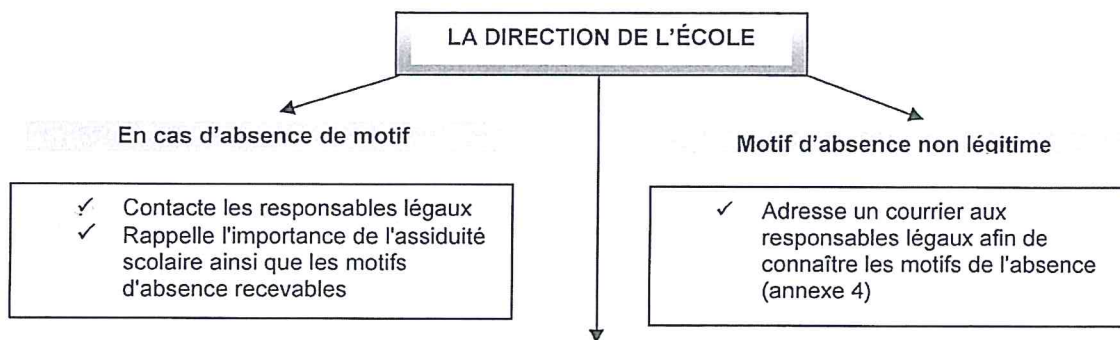 LA DIRECTION DE L'ÉCOLE
En cas d'absence de motif
✓ Contacte les responsables légaux
✓ Rappelle l'importance de l'assiduité
scolaire ainsi que les motifs
d'absence recevables
Motif d'absence non légitime
✓ Adresse un courrier aux
responsables légaux afin de
connaître les motifs de l'absence
(annexe 4)